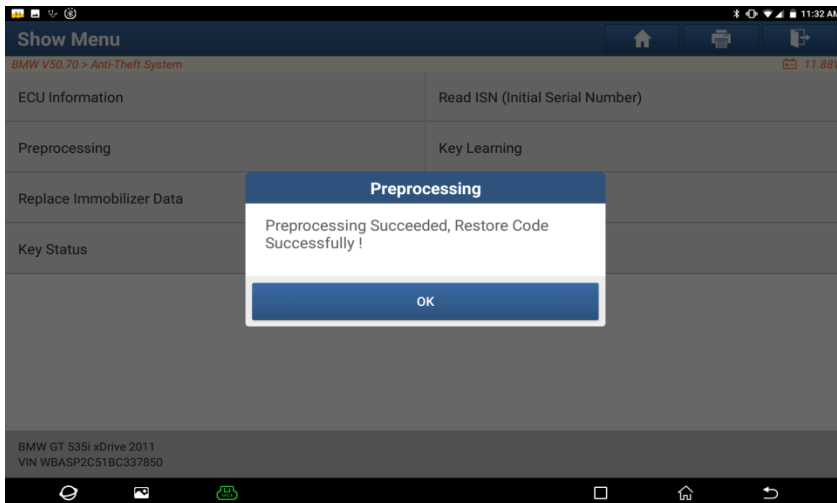 11:32 AM
Show Menu
BMW V50.70 > Anti-Theft System
11.88V
ECU Information
Read ISN (Initial Serial Number)
Preprocessing
Key Learning
Replace Immobilizer Data
Key Status
Preprocessing
Preprocessing Succeeded, Restore Code
Successfully !
OK
BMW GT 535i xDrive 2011
VIN WBASP2C51BC337850
VCI